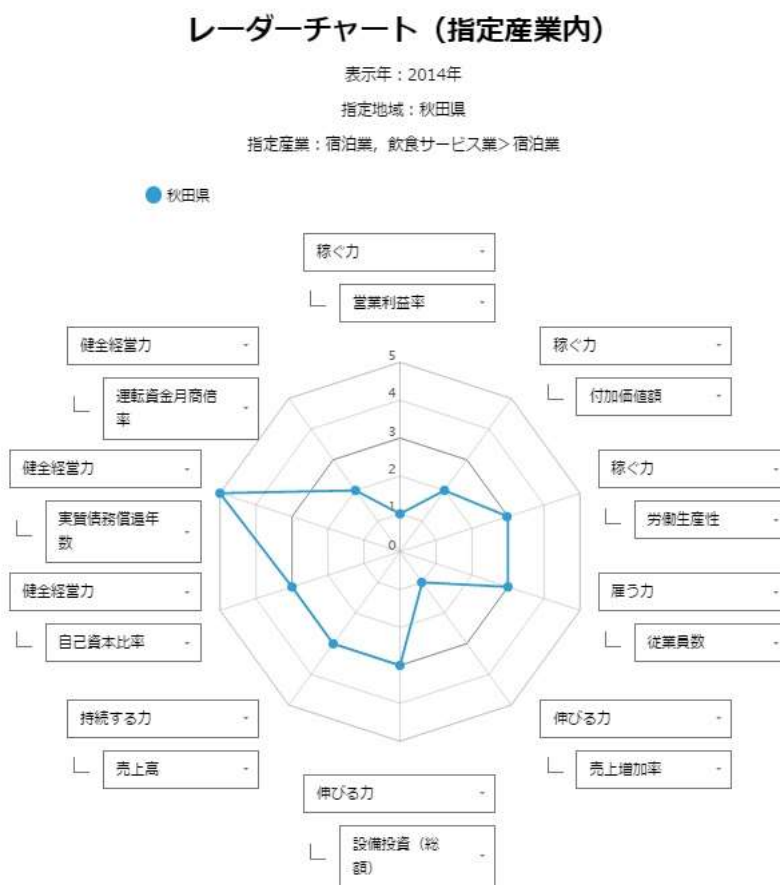 レーダーチャート（指定産業内）
表示年：2014年
指定地域：秋田県
指定産業：宿泊業，飲食サービス業＞宿泊業
秋田県
稼ぐ力
営業利益率
健全経営力
運転資金月商倍
率
稼ぐ力
付加価値額
健全経営力
実質債務償還年
数
稼ぐ力
労働生産性
健全経営力
自己資本比率
雇う力
従業員数
持続する力
売上高
伸びる力
売上増加率
伸びる力
設備投資（総
額）
5
4
3
2
1
0